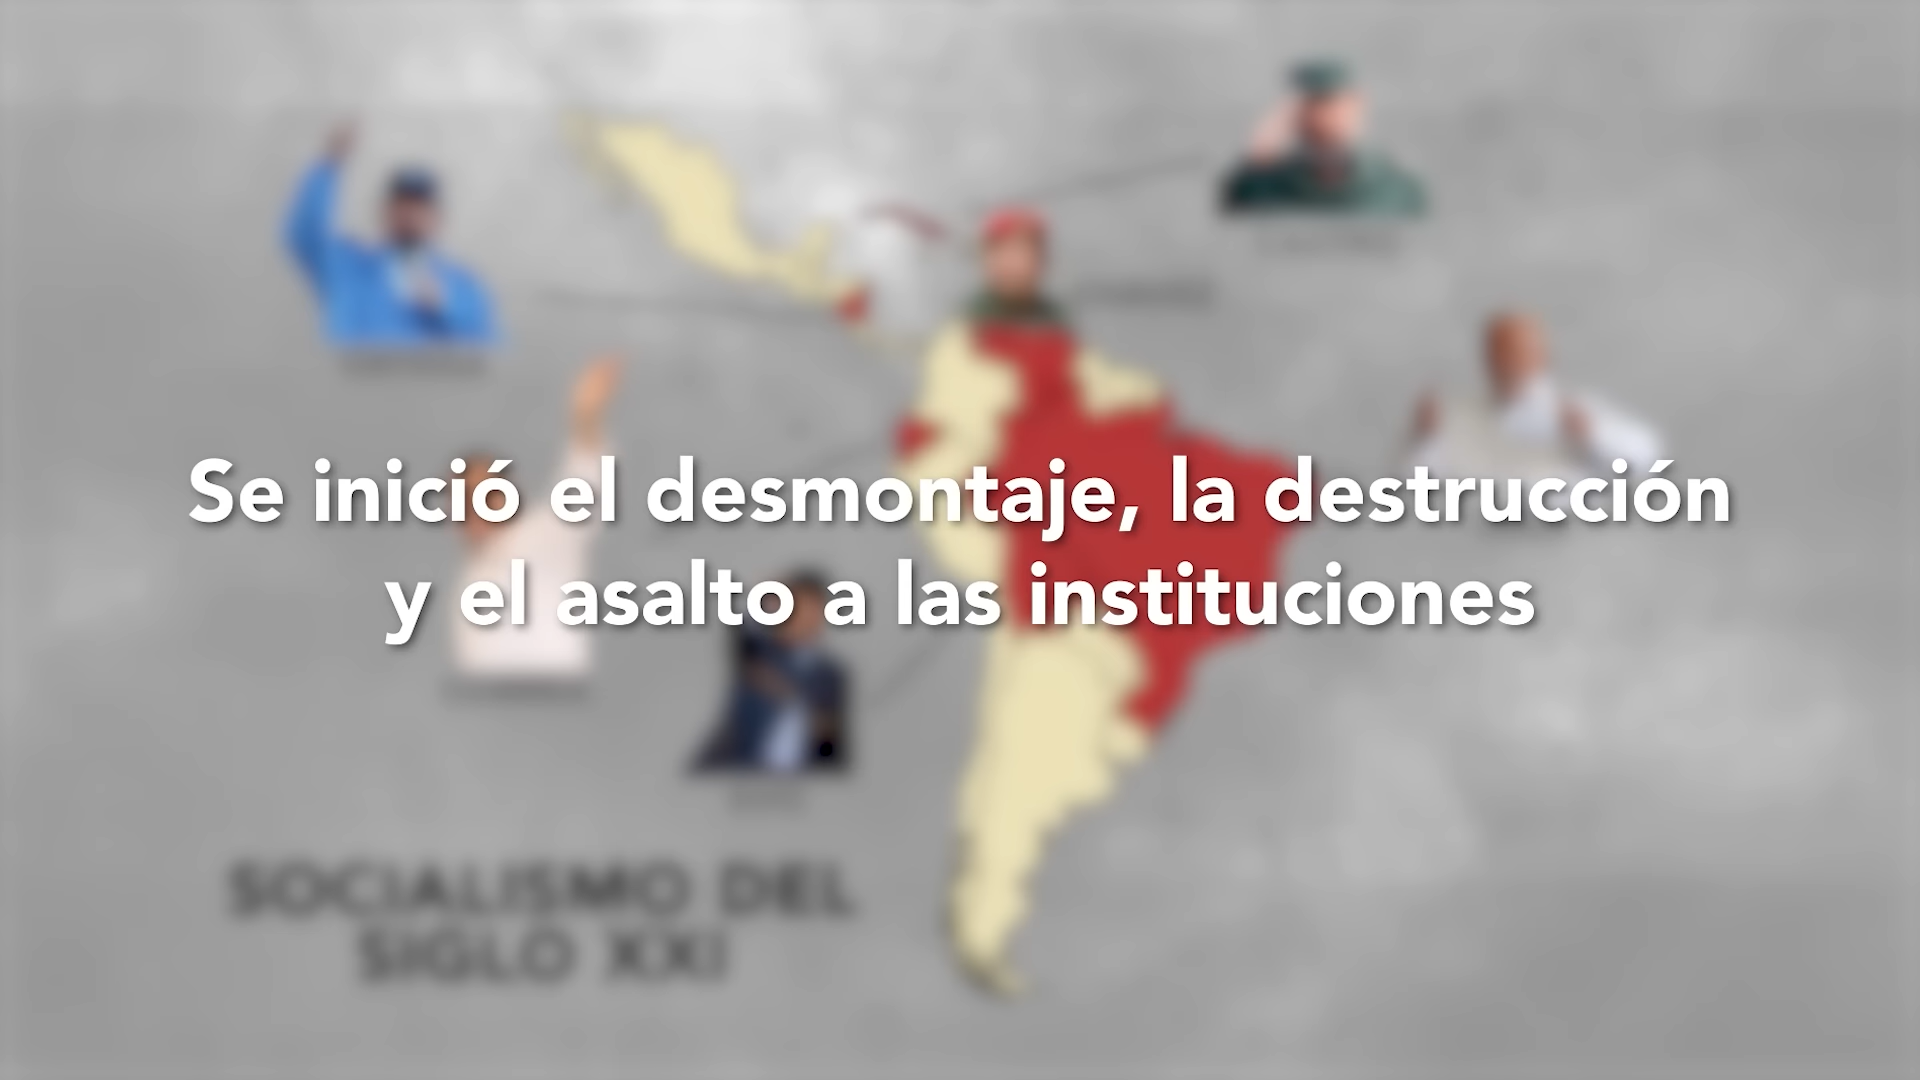 Se inició el desmontaje, la destrucción
y el asalto a las instituciones
SOCIALISMO DEL
SIGLO XXI